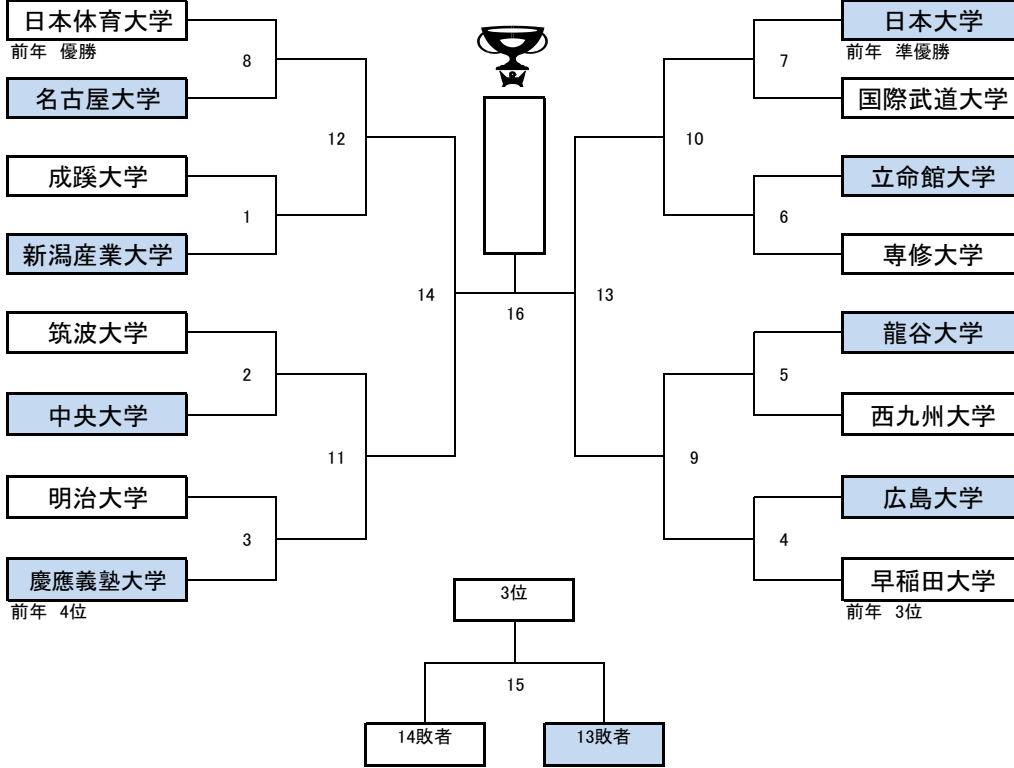 日本体育大学
前年 優勝
8
名古屋大学
12
成蹊大学
1
新潟産業大学
14
筑波大学
2
中央大学
11
明治大学
3
慶應義塾大学
前年 4位
16
日本大学
前年 準優勝
7
国際武道大学
10
立命館大学
6
専修大学
13
龍谷大学
5
西九州大学
9
広島大学
4
早稲田大学
前年 3位
3位
15
14敗者
13敗者